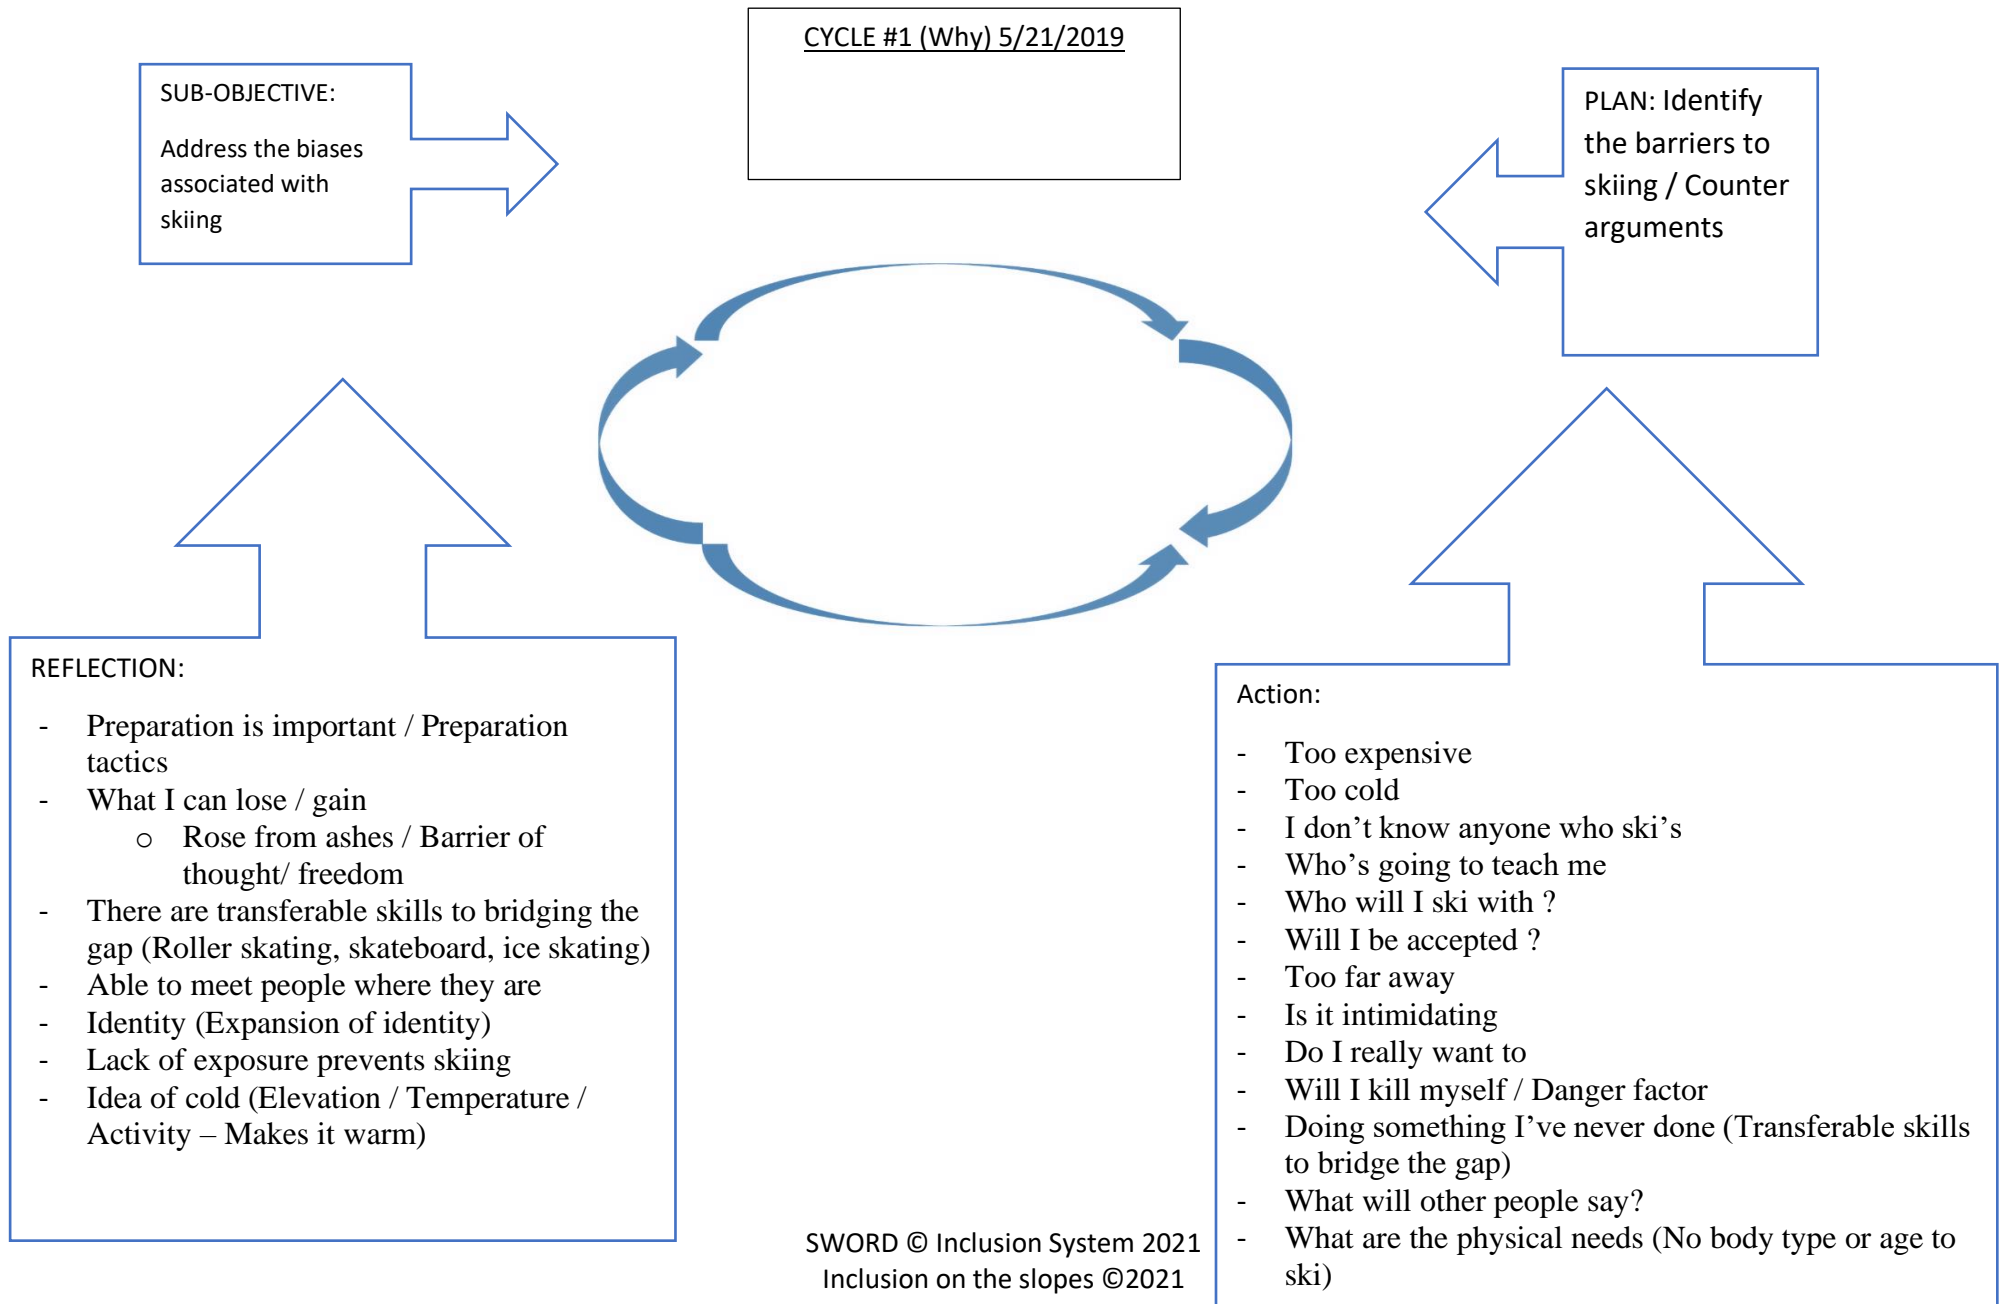 CYCLE #1 (Why) 5/21/2019
SUB-OBJECTIVE:
Address the biases
associated with
skiing
PLAN: Identify
the barriers to
skiing / Counter
arguments
REFLECTION:
- Preparation is important / Preparation
tactics
- What I can lose / gain
o Rose from ashes / Barrier of
thought/ freedom
- There are transferable skills to bridging the
gap (Roller skating, skateboard, ice skating)
- Able to meet people where they are
- Identity (Expansion of identity)
- Lack of exposure prevents skiing
- Idea of cold (Elevation / Temperature /
Activity – Makes it warm)
Action:
- Too expensive
- Too cold
- I don’t know anyone who ski’s
- Who’s going to teach me
- Who will I ski with ?
- Will I be accepted ?
- Too far away
- Is it intimidating
- Do I really want to
- Will I kill myself / Danger factor
- Doing something I’ve never done (Transferable skills
to bridge the gap)
- What will other people say?
- What are the physical needs (No body type or age to
ski)
SWORD © Inclusion System 2021
Inclusion on the slopes ©2021